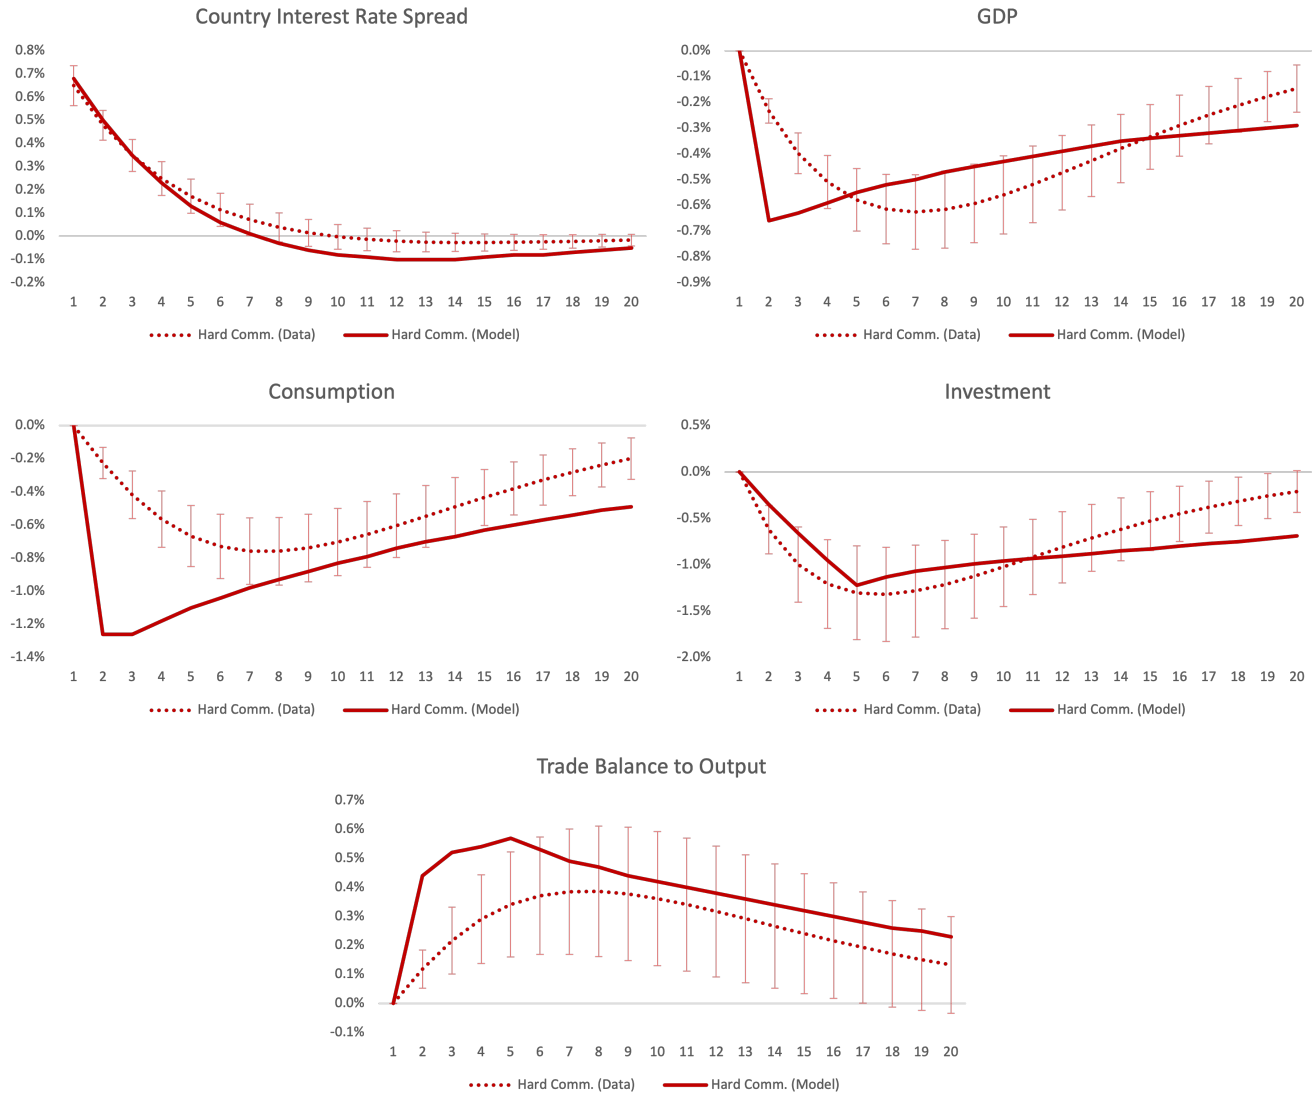 Country Interest Rate Spread
0.8%
0.7%
0.6%
0.5%
0.4%
0.3%
0.2%
0.1%
0.0%
-0.1%
-0.2%
1 2 3 4 5 6 7 8 9 10 11 12 13 14 15 16 17 18 19 20
Hard Comm. (Data) Hard Comm. (Model)
GDP
0.0%
-0.1%
-0.2%
-0.3%
-0.4%
-0.5%
-0.6%
-0.7%
-0.8%
-0.9%
1 2 3 4 5 6 7 8 9 10 11 12 13 14 15 16 17 18 19 20
Hard Comm. (Data) Hard Comm. (Model)
Consumption
0.0%
-0.2%
-0.4%
-0.6%
-0.8%
-1.0%
-1.2%
-1.4%
1 2 3 4 5 6 7 8 9 10 11 12 13 14 15 16 17 18 19 20
Hard Comm. (Data) Hard Comm. (Model)
Investment
0.5%
0.0%
-0.5%
-1.0%
-1.5%
-2.0%
1 2 3 4 5 6 7 8 9 10 11 12 13 14 15 16 17 18 19 20
Hard Comm. (Data) Hard Comm. (Model)
Trade Balance to Output
0.7%
0.6%
0.5%
0.4%
0.3%
0.2%
0.1%
0.0%
-0.1%
1 2 3 4 5 6 7 8 9 10 11 12 13 14 15 16 17 18 19 20
Hard Comm. (Data) Hard Comm. (Model)